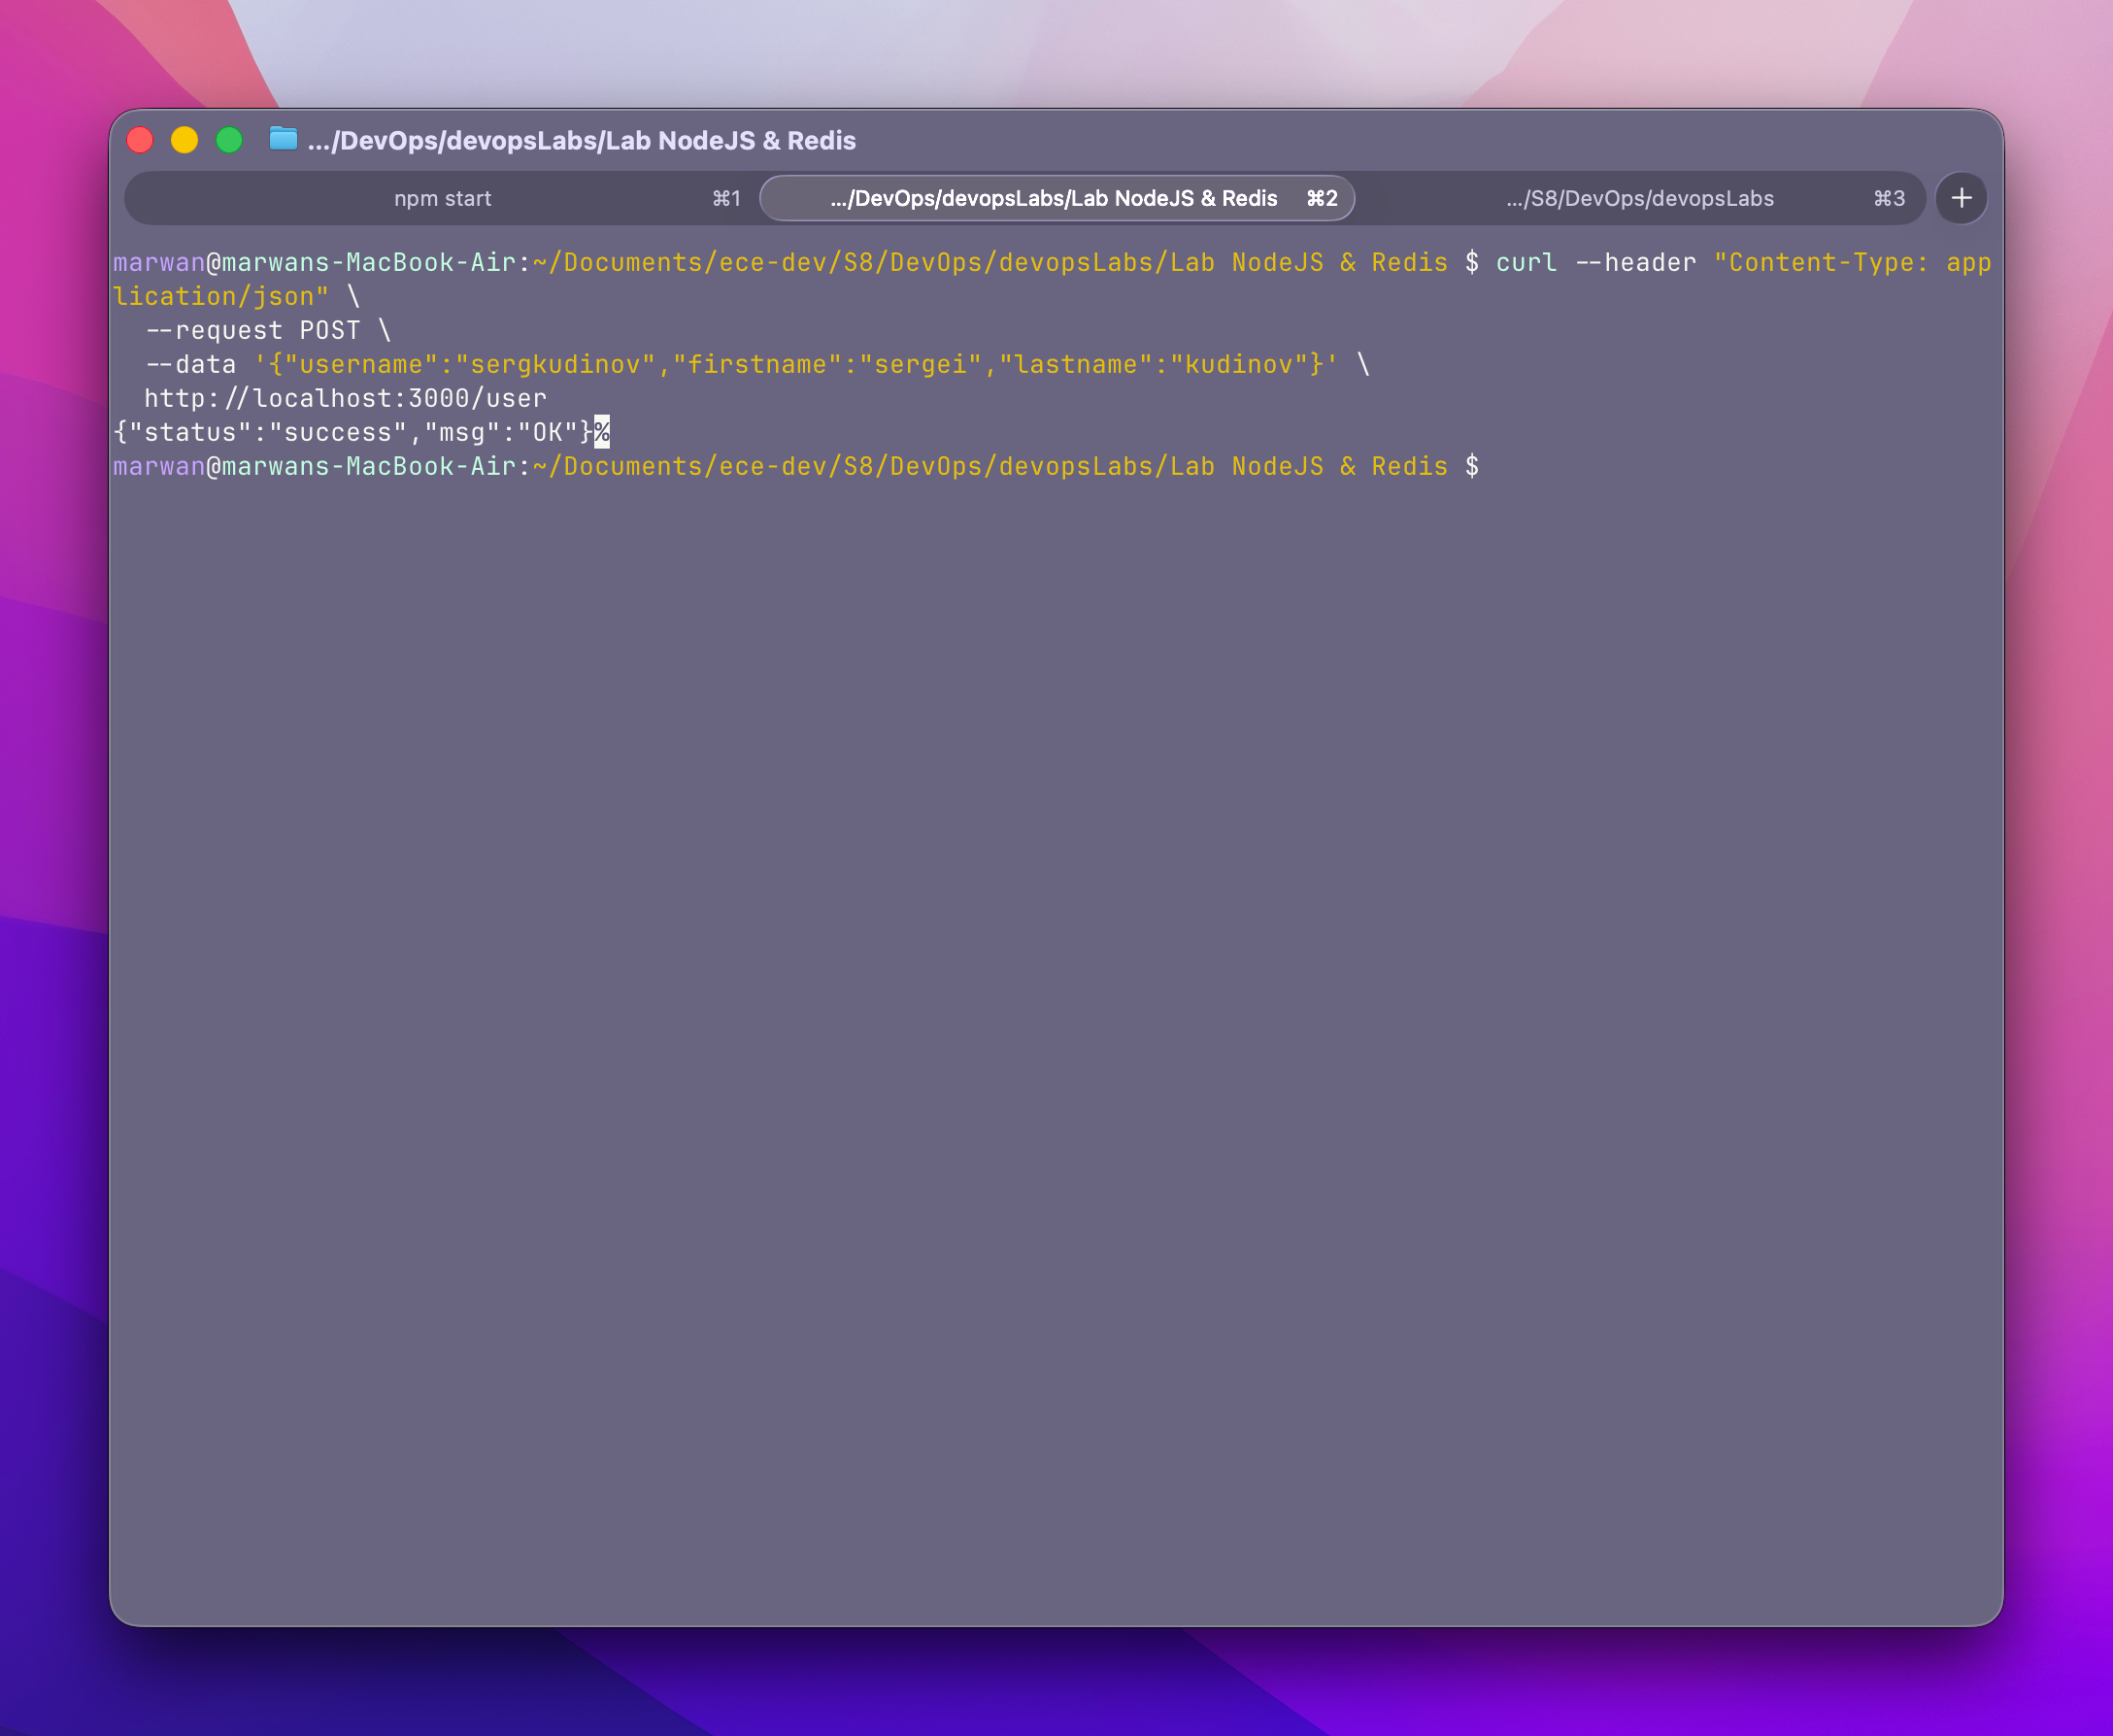 .../DevOps/devopsLabs/Lab NodeJS & Redis
npm start ⌘1 .../DevOps/devopsLabs/Lab NodeJS & Redis ⌘2 .../S8/DevOps/devopsLabs ⌘3 +
marwan@marwans-MacBook-Air:~/Documents/ece-dev/S8/DevOps/devopsLabs/Lab NodeJS & Redis $ curl --header "Content-Type: app
lication/json" \
  --request POST \
  --data '{"username":"sergkudinov","firstname":"sergei","lastname":"kudinov"}' \
  http://localhost:3000/user
{"status":"success","msg":"OK"}%
marwan@marwans-MacBook-Air:~/Documents/ece-dev/S8/DevOps/devopsLabs/Lab NodeJS & Redis $